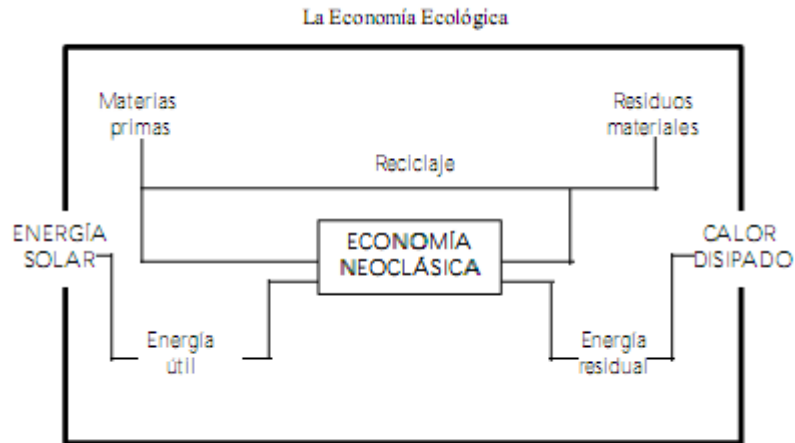 La Economía Ecológica
Materias
primas
Residuos
materiales
Reciclaje
ENERGÍA
SOLAR
ECONOMÍA
NEOCLÁSICA
CALOR
DISIPADO
Energía
útil
Energía
residual